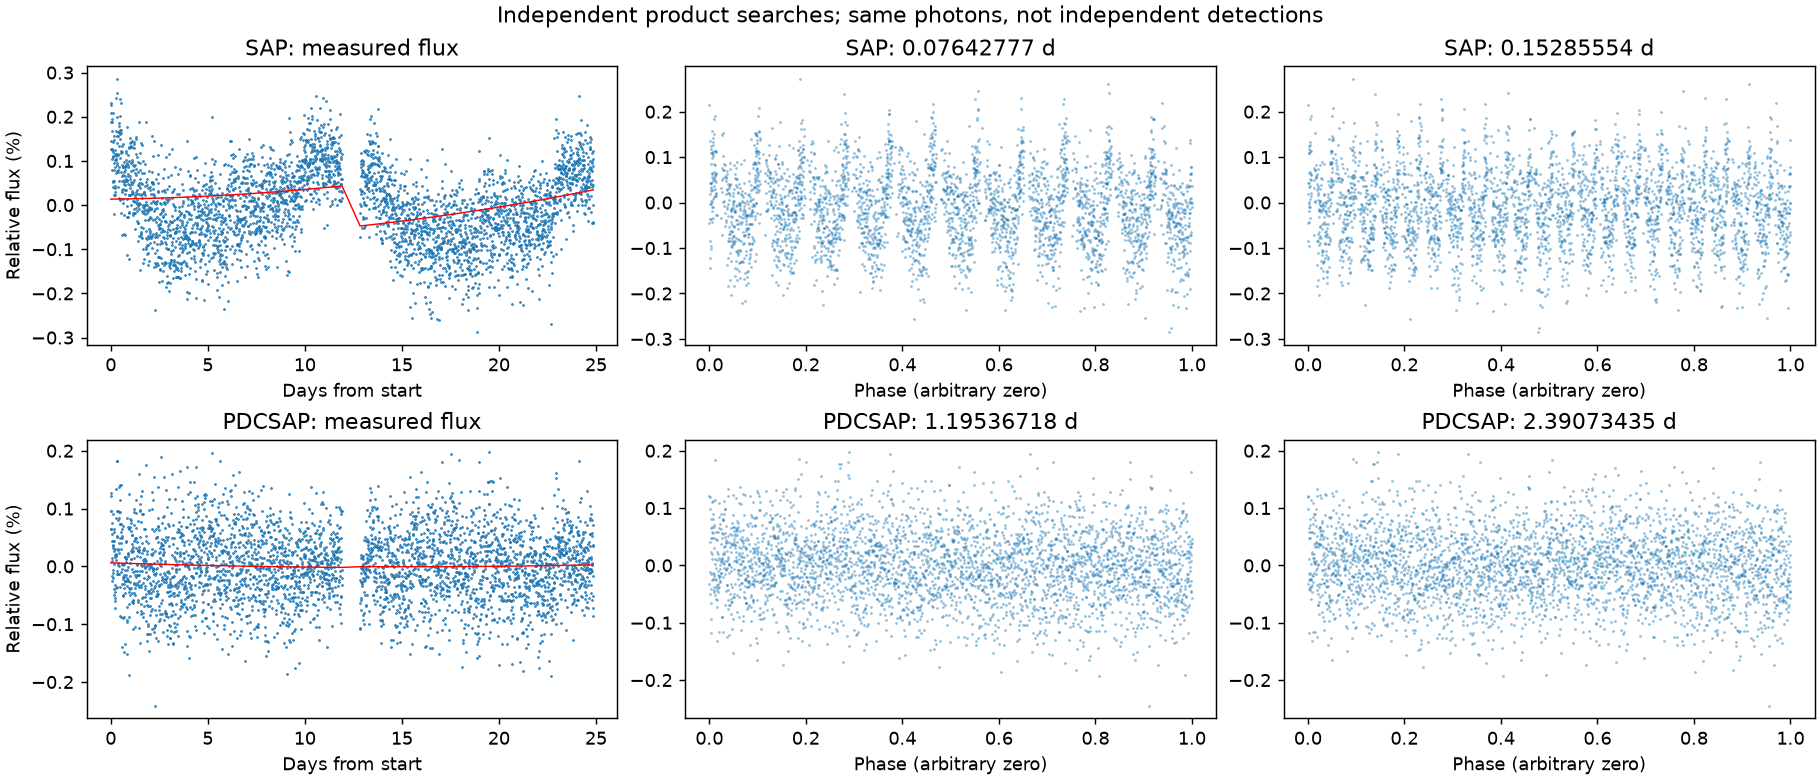 Independent product searches; same photons, not independent detections
SAP: measured flux
SAP: 0.07642777 d
SAP: 0.15285554 d
Relative flux (%)
0.3
0.2
0.1
0.0
−0.1
−0.2
−0.3
0.2
0.1
0.0
−0.1
−0.2
−0.3
0.2
0.1
0.0
−0.1
−0.2
−0.3
0 5 10 15 20 25
0.0 0.2 0.4 0.6 0.8 1.0
0.0 0.2 0.4 0.6 0.8 1.0
Days from start
Phase (arbitrary zero)
Phase (arbitrary zero)
PDCSAP: measured flux
PDCSAP: 1.19536718 d
PDCSAP: 2.39073435 d
Relative flux (%)
0.2
0.1
0.0
−0.1
−0.2
0.2
0.1
0.0
−0.1
−0.2
0.2
0.1
0.0
−0.1
−0.2
0 5 10 15 20 25
0.0 0.2 0.4 0.6 0.8 1.0
0.0 0.2 0.4 0.6 0.8 1.0
Days from start
Phase (arbitrary zero)
Phase (arbitrary zero)